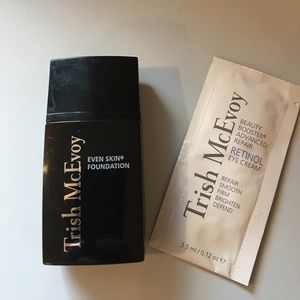 Trish McEvoy
EVEN SKIN®
FOUNDATION
Trish McEvoy
BEAUTY
BOOSTER®
ADVANCED
REPAIR
RETINOL
EYE CREAM
REPAIR
SMOOTH
FIRM
BRIGHTEN
DEFEND
3.5 ml / 0.12 oz ℮